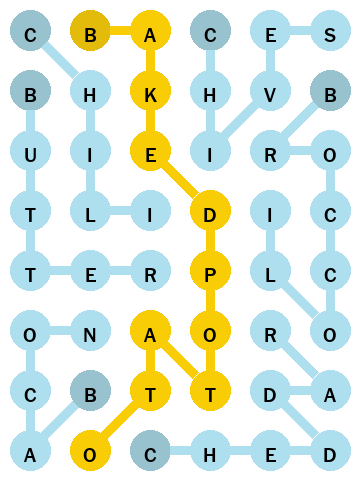 C B A C E S
B H K H V B
U I E I R O
T L I D I C
T E R P L C
O N A O R O
C B T T D A
A O C H E D